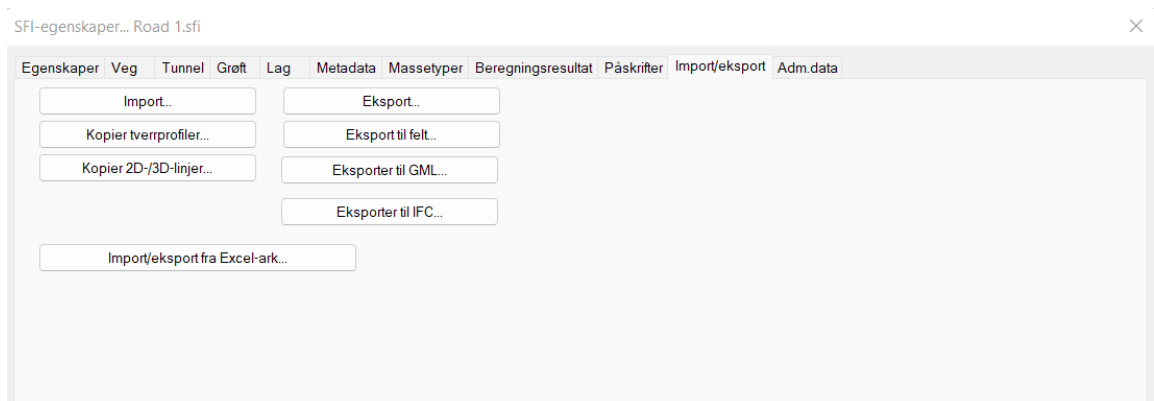 SFI-egenskaper... Road 1.sfi
Egenskaper Veg Tunnel Grøft Lag Metadata Massetyper Beregningsresultat Påskrifter Import/eksport Adm.data
Import... Eksport...
Kopier tverrprofiler... Eksport til felt...
Kopier 2D-/3D-linjer... Eksporter til GML...
Eksporter til IFC...
Import/eksport fra Excel-ark...